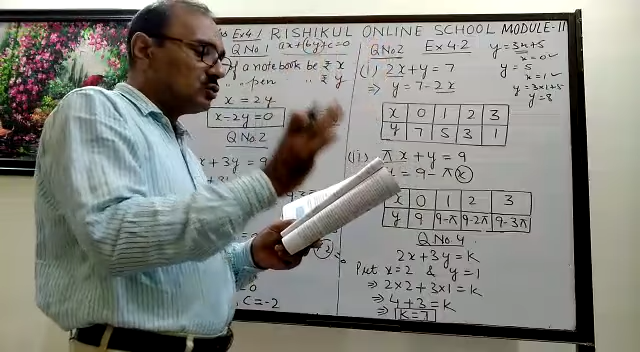 Ex 4.1 RISHIKUL ONLINE SCHOOL MODULE-II
Q No. 1 ax+by+c=0
If a notebook be ₹ x
" " pen " " ₹ y
x = 2y
x-2y=0
Q No. 2
x + 3y = 9
C = -2
Q No. 2 Ex 4.2
(i) 2x+y = 7
⇒ y = 7-2x
x 0 1 2 3
y 7 5 3 1
(ii) πx+y = 9
= 9-πx
x 0 1 2 3
y 9 9-π 9-2π 9-3π
Q No. 4
2x+3y=K
Put x=2 & y=1
⇒ 2×2+3×1=K
⇒ 4+3=K
⇒ K=7
y=3x+5
x=0
y=5
x=1
y=3×1+5
y=8